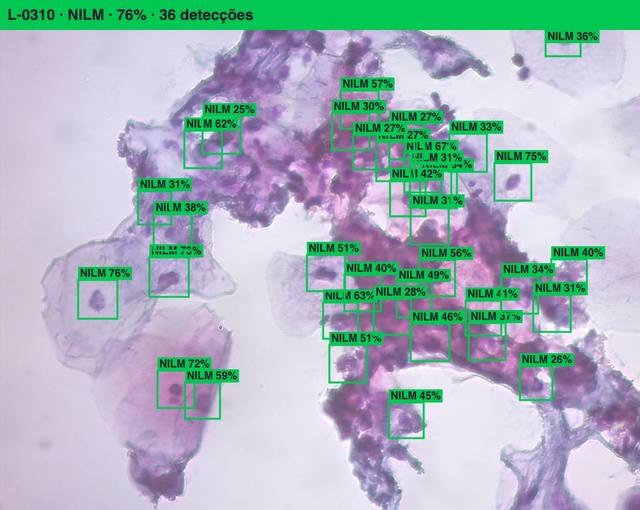 L-0310 · NILM · 76% · 36 detecções
NILM 36%
NILM 57%
NILM 25%
NILM 30%
NILM 27%
NILM 62%
NILM 27%
NILM 33%
27%
NILM 67%
NILM 31%
NILM 75%
NILM 42%
NILM 31%
NILM 38%
NILM 31%
NILM 51%
NILM 56%
NILM 40%
NILM 76%
NILM 40%
NILM 49%
NILM 34%
NILM 63%
NILM 28%
NILM 41%
NILM 31%
NILM 46%
NILM 37%
NILM 51%
NILM 72%
NILM 59%
NILM 26%
NILM 45%